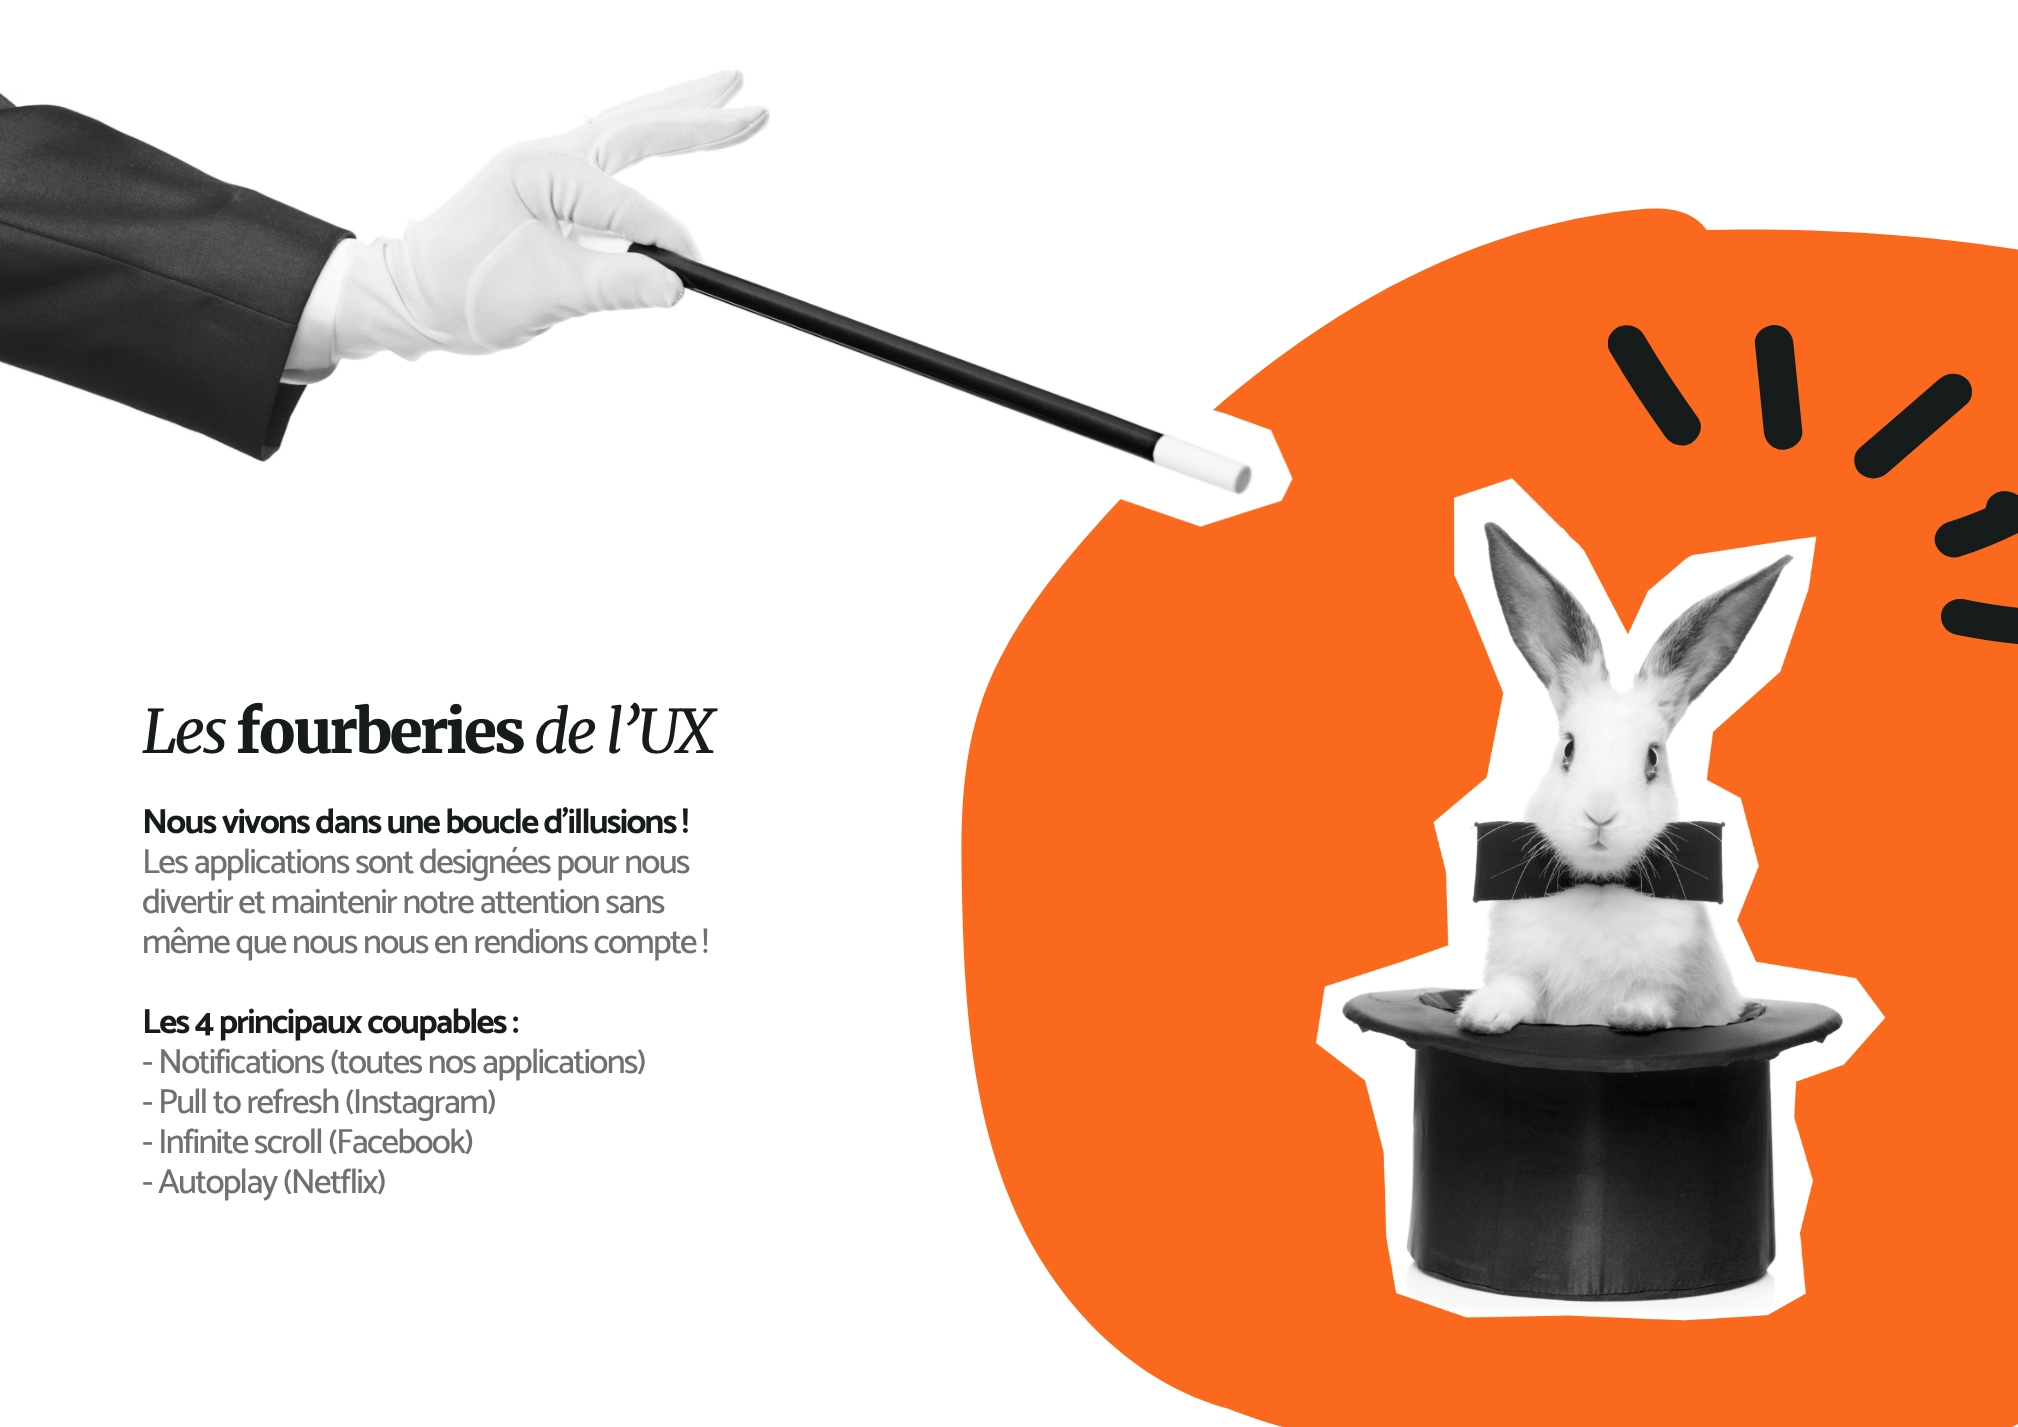 Les fourberies de l’UX
Nous vivons dans une boucle d’illusions !
Les applications sont designées pour nous
divertir et maintenir notre attention sans
même que nous nous en rendions compte !
Les 4 principaux coupables :
- Notifications (toutes nos applications)
- Pull to refresh (Instagram)
- Infinite scroll (Facebook)
- Autoplay (Netflix)